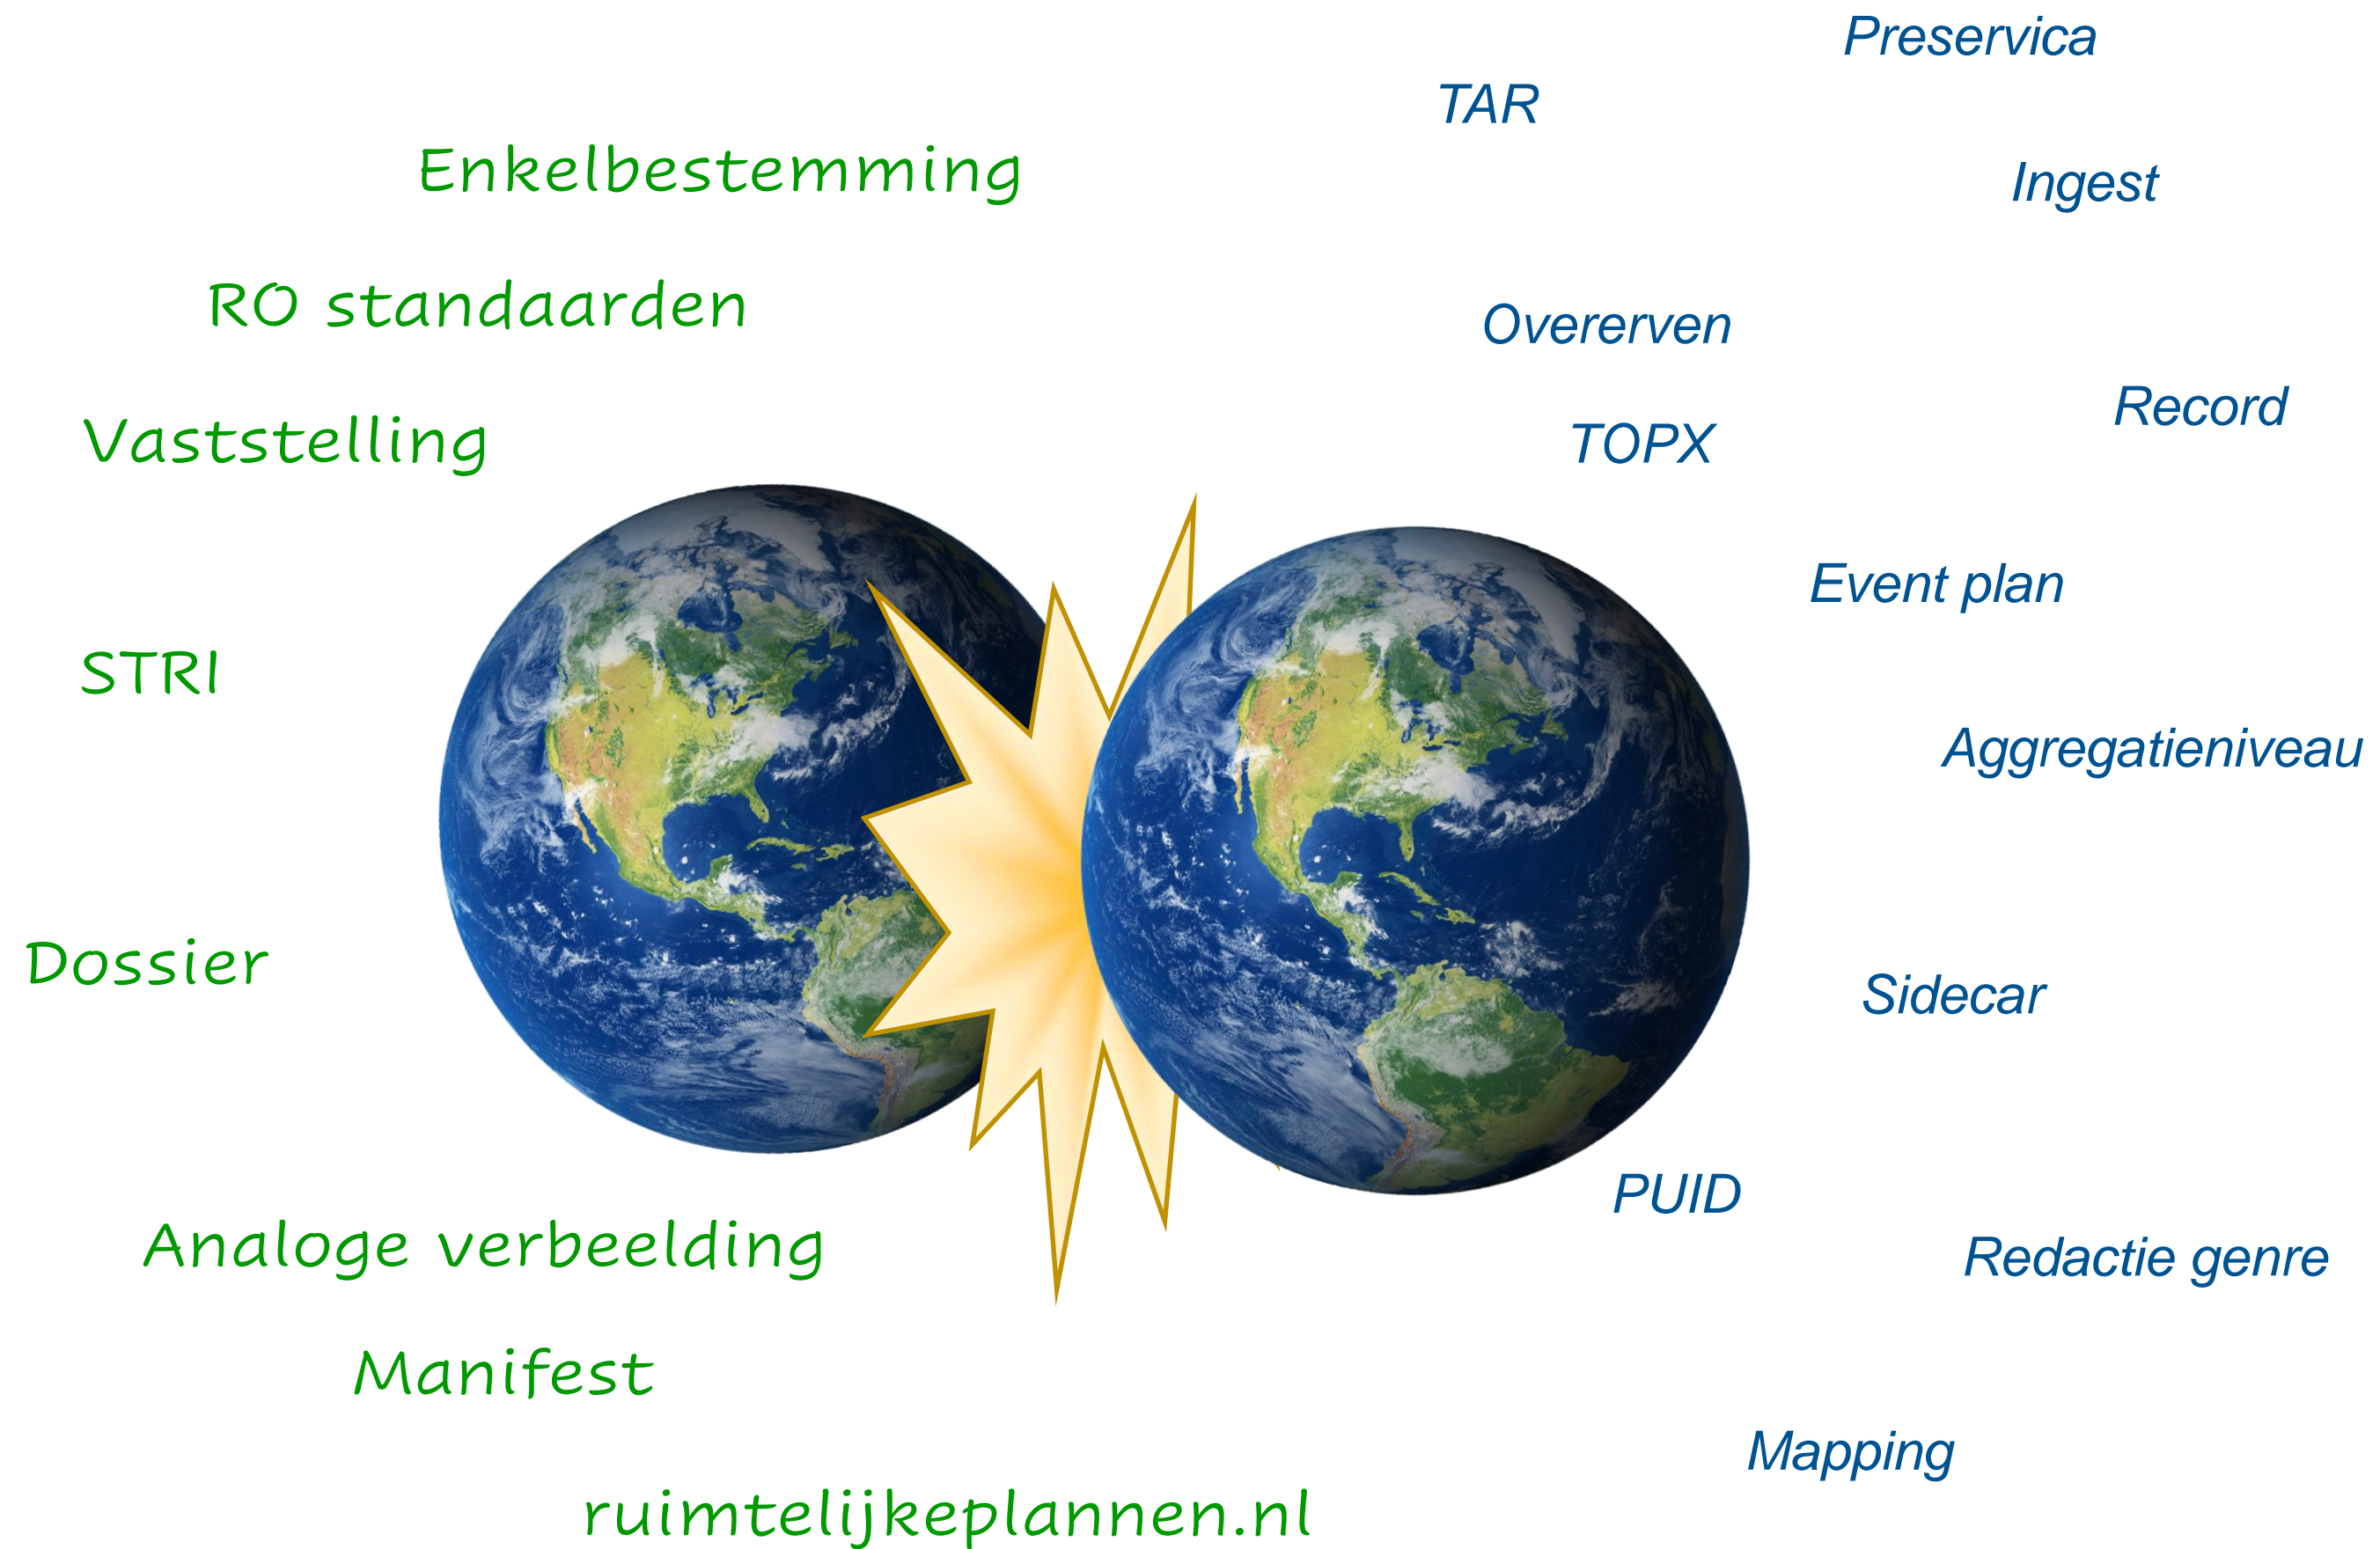 Preservica
TAR
Enkelbestemming
Ingest
RO standaarden
Overerven
Record
Vaststelling
TOPX
Event plan
STRI
Aggregatieniveau
Dossier
Sidecar
PUID
Analoge verbeelding
Redactie genre
Manifest
Mapping
ruimtelijkeplannen.nl